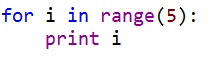 for i in range(5):
    print i